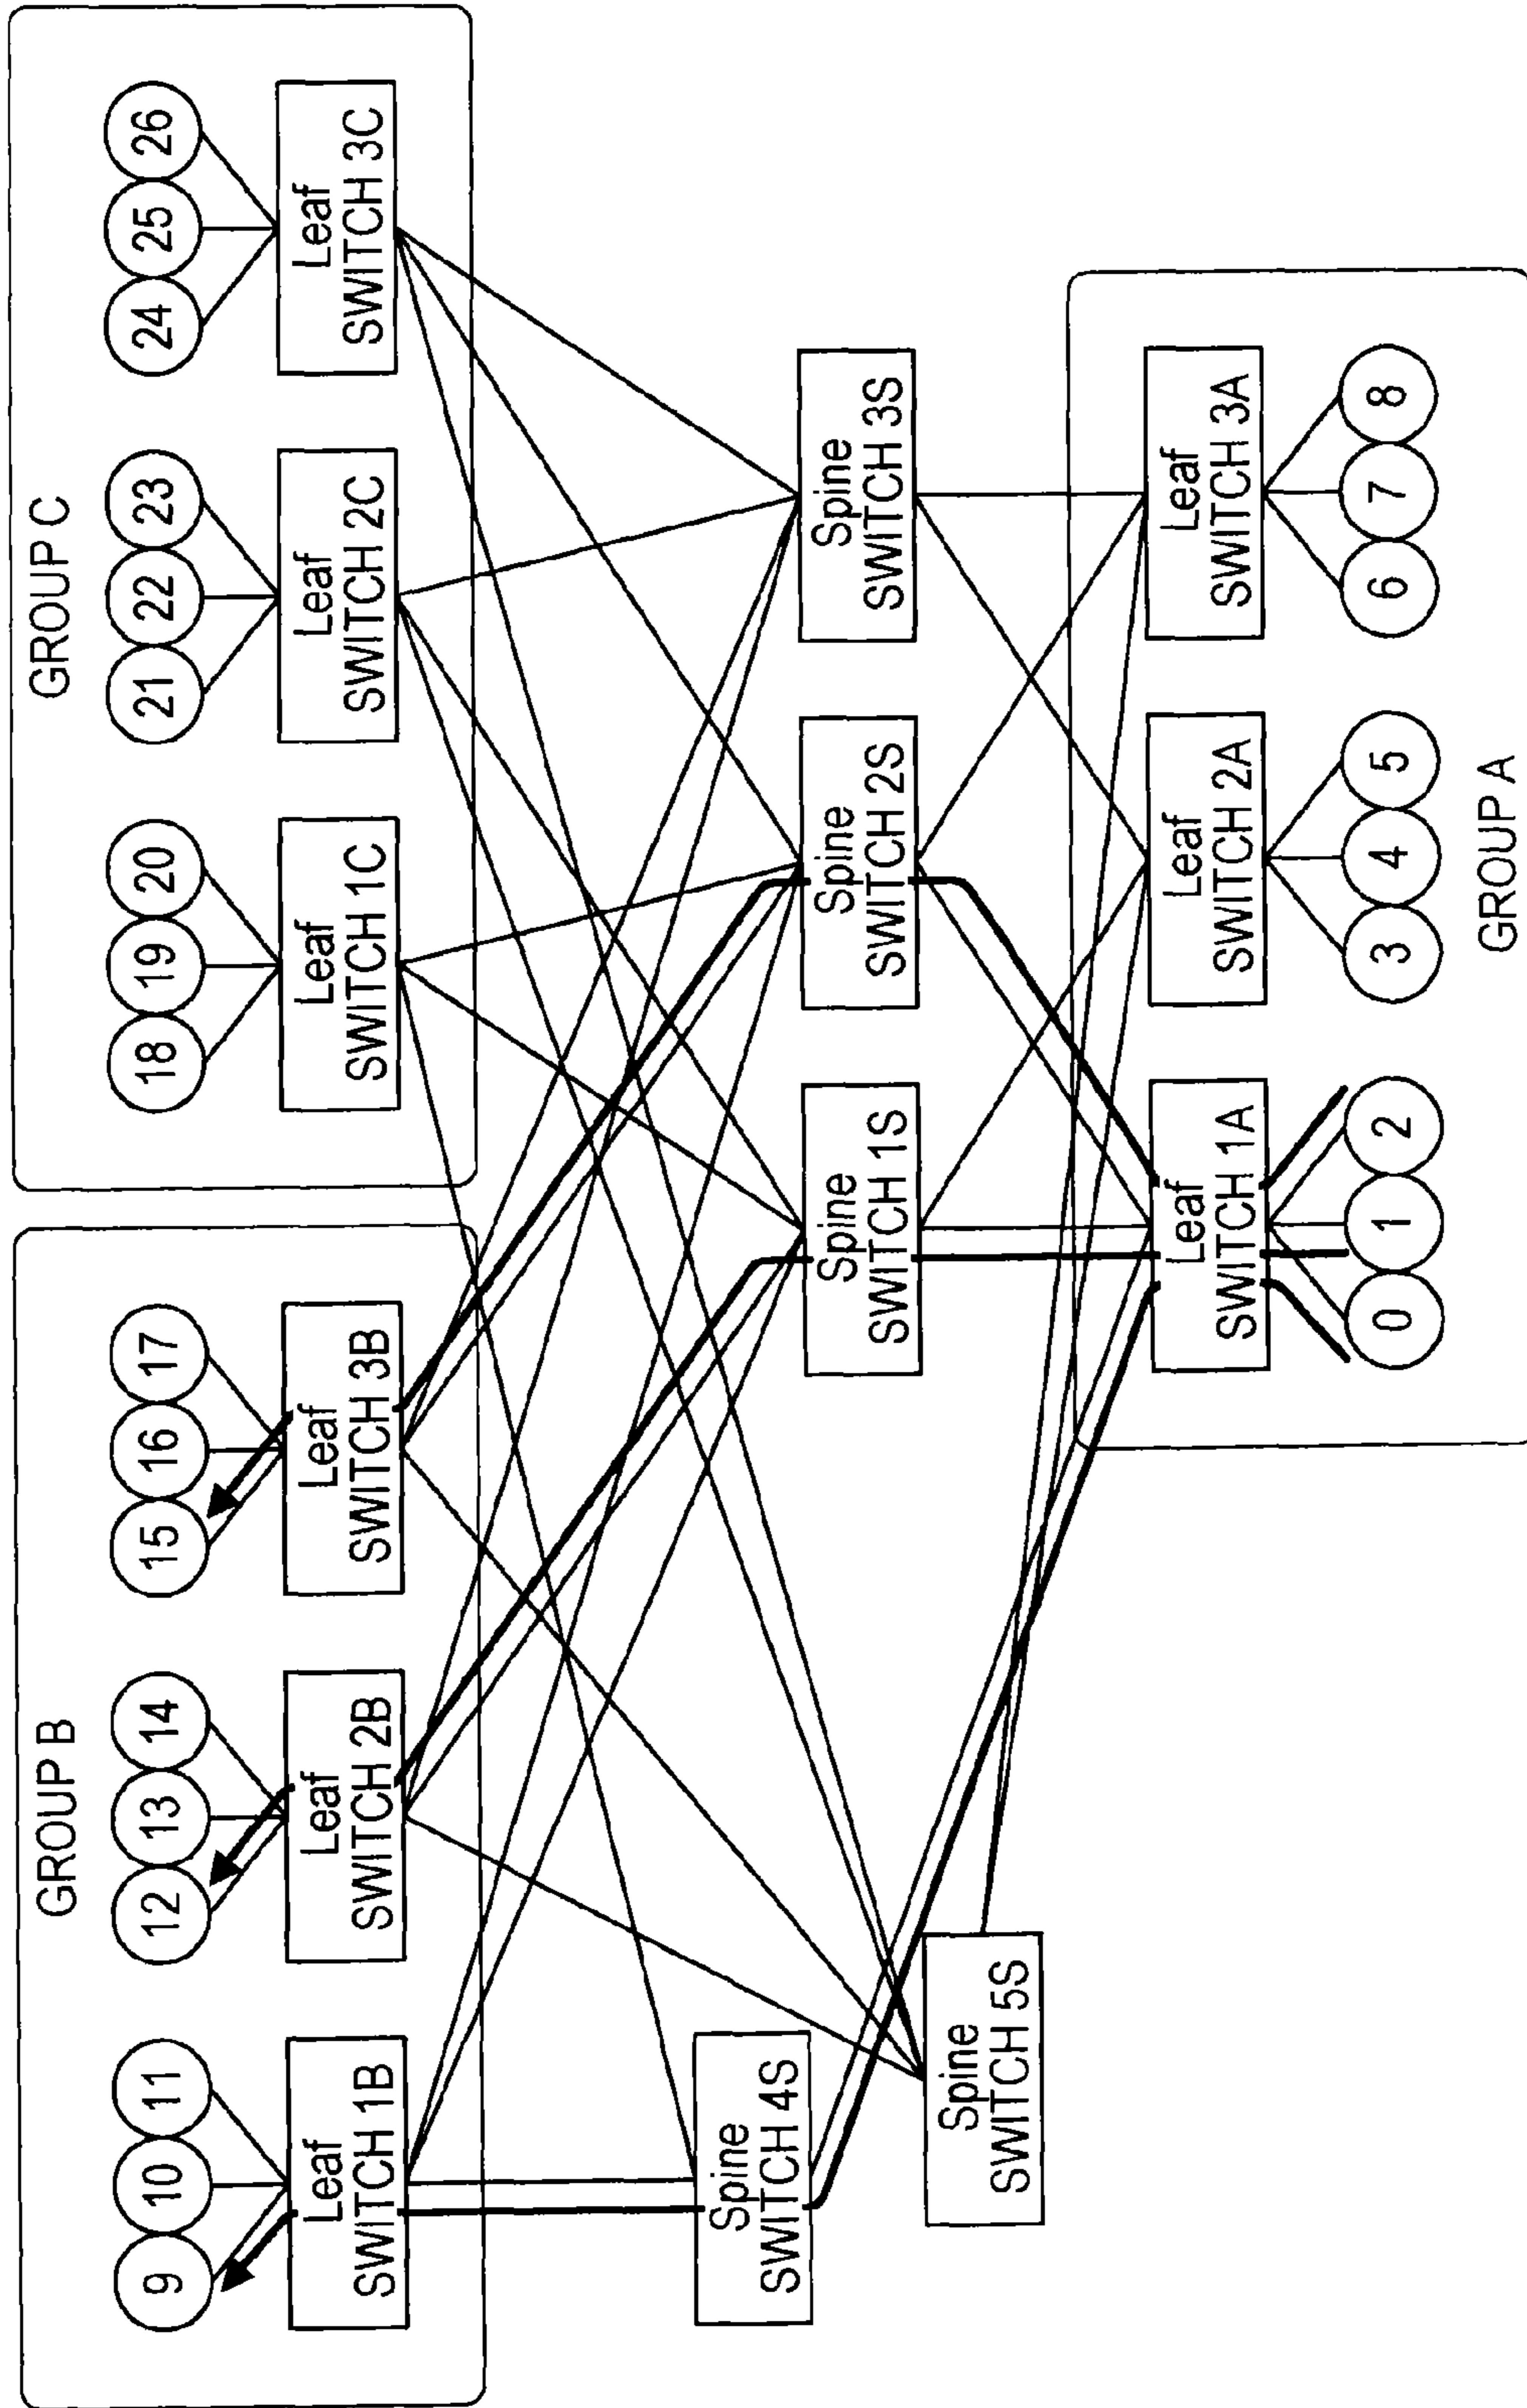 GROUP B
GROUP C
9 10 11 12 13 14 15 16 17 18 19 20 21 22 23 24 25 26
Leaf
SWITCH 1B
Leaf
SWITCH 2B
Leaf
SWITCH 3B
Leaf
SWITCH 1C
Leaf
SWITCH 2C
Leaf
SWITCH 3C
Spine
SWITCH 4S
Spine
SWITCH 5S
Spine
SWITCH 1S
Spine
SWITCH 2S
Spine
SWITCH 3S
Leaf
SWITCH 1A
Leaf
SWITCH 2A
Leaf
SWITCH 3A
0 1 2 3 4 5 6 7 8
GROUP A